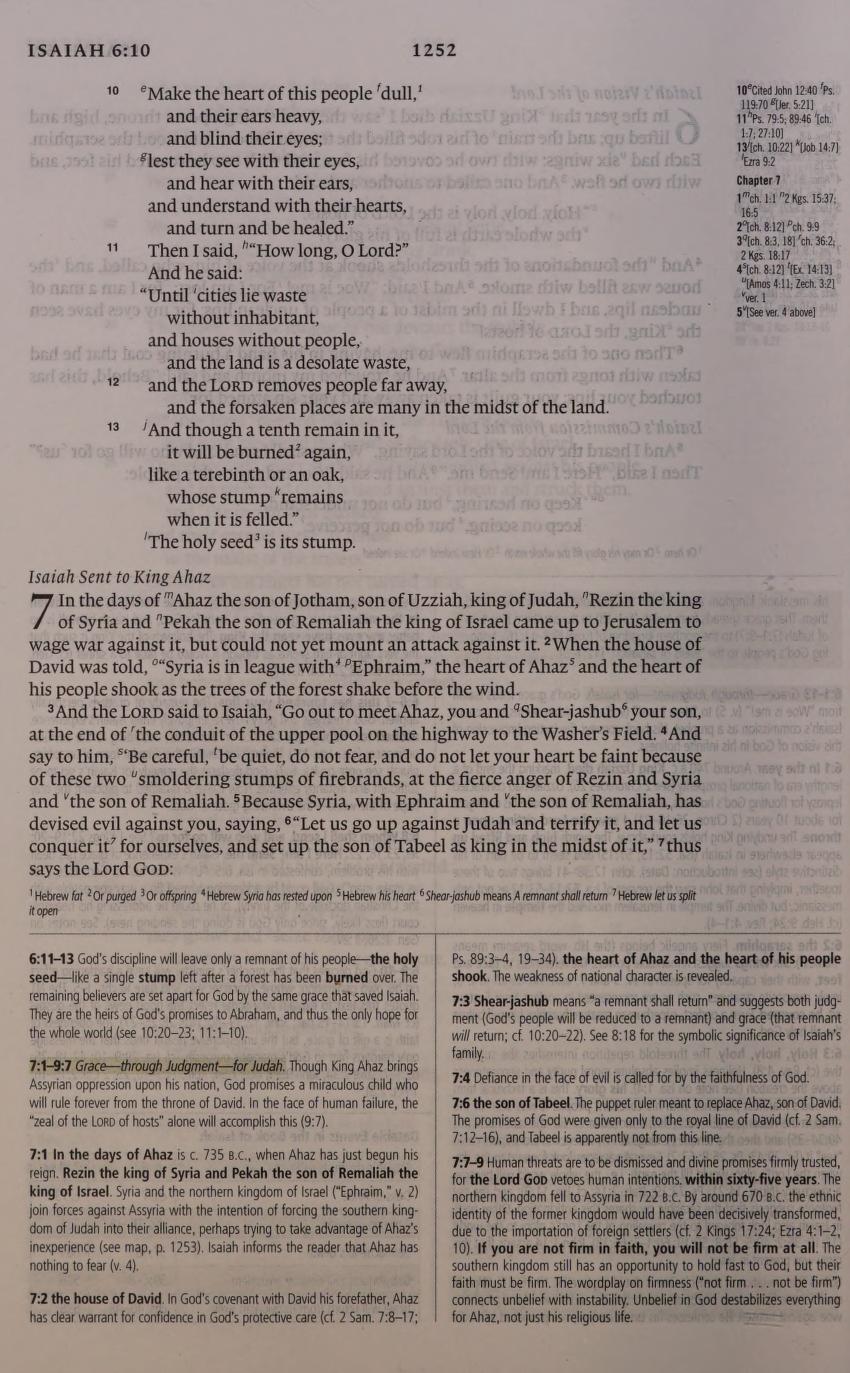 ISAIAH 6:10
1252
10 eMake the heart of this people fdull,1
and their ears heavy,
and blind their eyes;
glest they see with their eyes,
and hear with their ears,
and understand with their hearts,
and turn and be healed.”
11 Then I said, h“How long, O Lord?”
And he said:
“Until icities lie waste
without inhabitant,
and houses without people,
and the land is a desolate waste,
12 and the LORD removes people far away,
and the forsaken places are many in the midst of the land.
13 jAnd though a tenth remain in it,
it will be burned2 again,
like a terebinth or an oak,
whose stump kremains
when it is felled.”
lThe holy seed3 is its stump.
Isaiah Sent to King Ahaz
7 In the days of mAhaz the son of Jotham, son of Uzziah, king of Judah, nRezin the king
of Syria and nPekah the son of Remaliah the king of Israel came up to Jerusalem to
wage war against it, but could not yet mount an attack against it. 2When the house of
David was told, o“Syria is in league with4 pEphraim,” the heart of Ahaz5 and the heart of
his people shook as the trees of the forest shake before the wind.
3And the LORD said to Isaiah, “Go out to meet Ahaz, you and qShear-jashub6 your son,
at the end of rthe conduit of the upper pool on the highway to the Washer’s Field. 4And
say to him, s‘Be careful, tbe quiet, do not fear, and do not let your heart be faint because
of these two usmoldering stumps of firebrands, at the fierce anger of Rezin and Syria
and vthe son of Remaliah. 5Because Syria, with Ephraim and vthe son of Remaliah, has
devised evil against you, saying, 6“Let us go up against Judah and terrify it, and let us
conquer it7 for ourselves, and set up the son of Tabeel as king in the midst of it,” 7thus
says the Lord GOD:
1 Hebrew fat 2 Or purged 3 Or offspring 4 Hebrew Syria has rested upon 5 Hebrew his heart 6 Shear-jashub means A remnant shall return 7 Hebrew let us split
it open
10 e Cited John 12:40 f Ps.
119:70 g [Jer. 5:21]
11 h Ps. 79:5; 89:46 i [ch.
1:7; 27:10]
13 j [ch. 10:22] k [Job 14:7]
l Ezra 9:2
Chapter 7
1 m ch. 1:1 n 2 Kgs. 15:37;
16:5
2 o [ch. 8:12] p ch. 9:9
3 q [ch. 8:3, 18] r ch. 36:2;
2 Kgs. 18:17
4 s [ch. 8:12] t [Ex. 14:13]
u [Amos 4:11; Zech. 3:2]
v ver. 1
5 v [See ver. 4 above]
6:11–13 God’s discipline will leave only a remnant of his people—the holy
seed—like a single stump left after a forest has been burned over. The
remaining believers are set apart for God by the same grace that saved Isaiah.
They are the heirs of God’s promises to Abraham, and thus the only hope for
the whole world (see 10:20–23; 11:1–10).
7:1–9:7 Grace—through Judgment—for Judah. Though King Ahaz brings
Assyrian oppression upon his nation, God promises a miraculous child who
will rule forever from the throne of David. In the face of human failure, the
“zeal of the LORD of hosts” alone will accomplish this (9:7).
7:1 In the days of Ahaz is c. 735 B.C., when Ahaz has just begun his
reign. Rezin the king of Syria and Pekah the son of Remaliah the
king of Israel. Syria and the northern kingdom of Israel (“Ephraim,” v. 2)
join forces against Assyria with the intention of forcing the southern king-
dom of Judah into their alliance, perhaps trying to take advantage of Ahaz’s
inexperience (see map, p. 1253). Isaiah informs the reader that Ahaz has
nothing to fear (v. 4).
7:2 the house of David. In God’s covenant with David his forefather, Ahaz
has clear warrant for confidence in God’s protective care (cf. 2 Sam. 7:8–17;
Ps. 89:3–4, 19–34). the heart of Ahaz and the heart of his people
shook. The weakness of national character is revealed.
7:3 Shear-jashub means “a remnant shall return” and suggests both judg-
ment (God’s people will be reduced to a remnant) and grace (that remnant
will return; cf. 10:20–22). See 8:18 for the symbolic significance of Isaiah’s
family.
7:4 Defiance in the face of evil is called for by the faithfulness of God.
7:6 the son of Tabeel. The puppet ruler meant to replace Ahaz, son of David.
The promises of God were given only to the royal line of David (cf. 2 Sam.
7:12–16), and Tabeel is apparently not from this line.
7:7–9 Human threats are to be dismissed and divine promises firmly trusted,
for the Lord GOD vetoes human intentions. within sixty-five years. The
northern kingdom fell to Assyria in 722 B.C. By around 670 B.C. the ethnic
identity of the former kingdom would have been decisively transformed,
due to the importation of foreign settlers (cf. 2 Kings 17:24; Ezra 4:1–2,
10). If you are not firm in faith, you will not be firm at all. The
southern kingdom still has an opportunity to hold fast to God, but their
faith must be firm. The wordplay on firmness (“not firm . . . not be firm”)
connects unbelief with instability. Unbelief in God destabilizes everything
for Ahaz, not just his religious life.